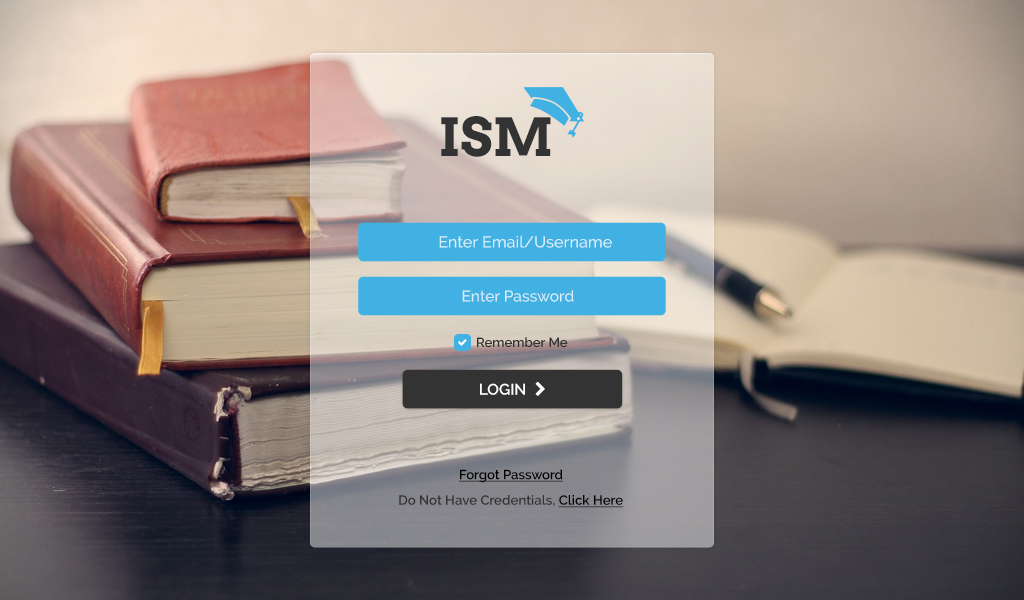 ISM
Enter Email/Username
Enter Password
Remember Me
LOGIN
Forgot Password
Do Not Have Credentials, Click Here